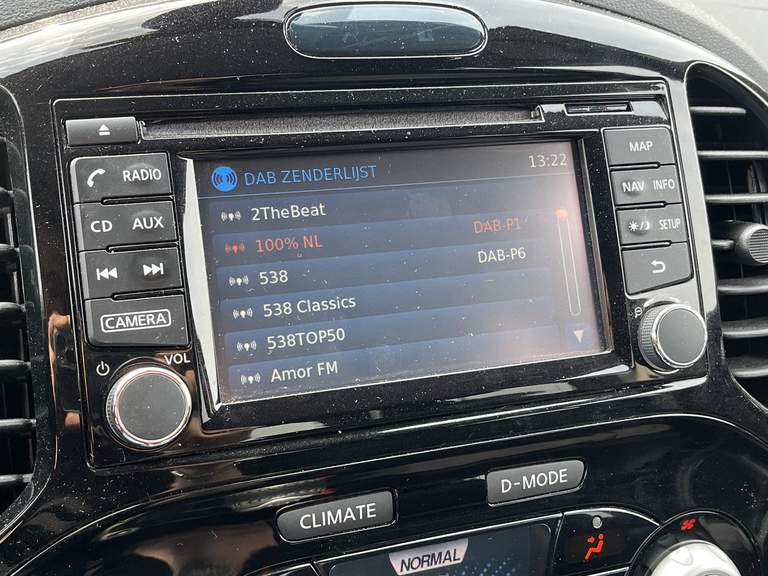 DAB ZENDERLIJST 13:22
2TheBeat
100% NL DAB-P1
538 DAB-P6
538 Classics
538TOP50
Amor FM
RADIO
CD AUX
CAMERA
VOL
MAP
NAV INFO
SETUP
CLIMATE
D-MODE
NORMAL